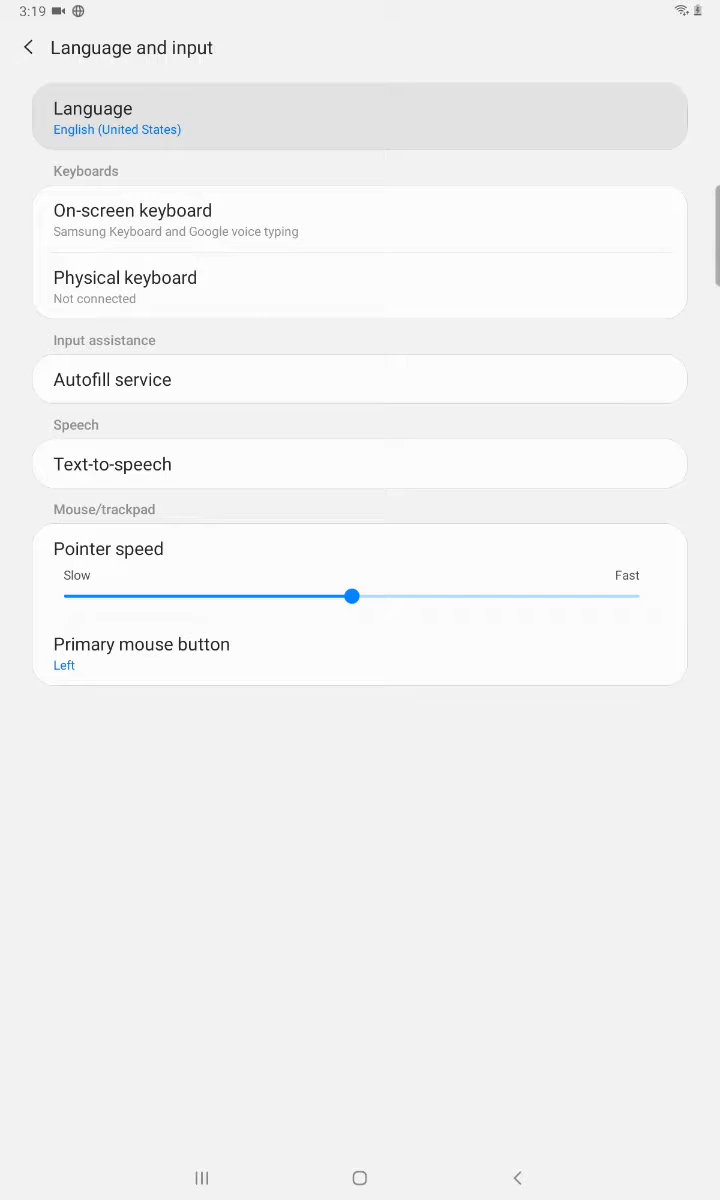 3:19
Language and input
Language
English (United States)
Keyboards
On-screen keyboard
Samsung Keyboard and Google voice typing
Physical keyboard
Not connected
Input assistance
Autofill service
Speech
Text-to-speech
Mouse/trackpad
Pointer speed
Slow Fast
Primary mouse button
Left